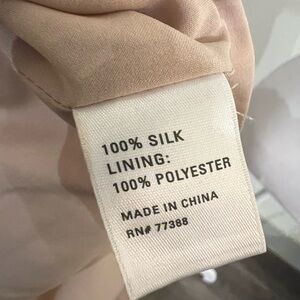 100% SILK
LINING:
100% POLYESTER
MADE IN CHINA
RN# 77388